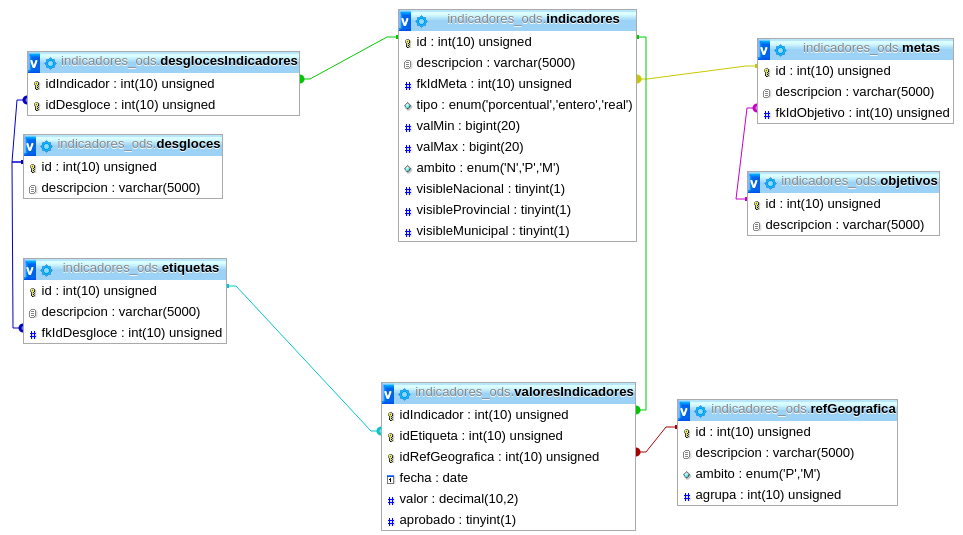 v indicadores_ods.desglocesIndicadores
idIndicador : int(10) unsigned
idDesgloce : int(10) unsigned
v indicadores_ods.desgloces
id : int(10) unsigned
descripcion : varchar(5000)
v indicadores_ods.etiquetas
id : int(10) unsigned
descripcion : varchar(5000)
# fkIdDesgloce : int(10) unsigned
v indicadores_ods.indicadores
id : int(10) unsigned
descripcion : varchar(5000)
# fkIdMeta : int(10) unsigned
tipo : enum('porcentual','entero','real')
# valMin : bigint(20)
# valMax : bigint(20)
ambito : enum('N','P','M')
# visibleNacional : tinyint(1)
# visibleProvincial : tinyint(1)
# visibleMunicipal : tinyint(1)
v indicadores_ods.metas
id : int(10) unsigned
descripcion : varchar(5000)
# fkIdObjetivo : int(10) unsigned
v indicadores_ods.objetivos
id : int(10) unsigned
descripcion : varchar(5000)
v indicadores_ods.valoresIndicadores
idIndicador : int(10) unsigned
idEtiqueta : int(10) unsigned
idRefGeografica : int(10) unsigned
fecha : date
# valor : decimal(10,2)
# aprobado : tinyint(1)
v indicadores_ods.refGeografica
id : int(10) unsigned
descripcion : varchar(5000)
ambito : enum('P','M')
# agrupa : int(10) unsigned